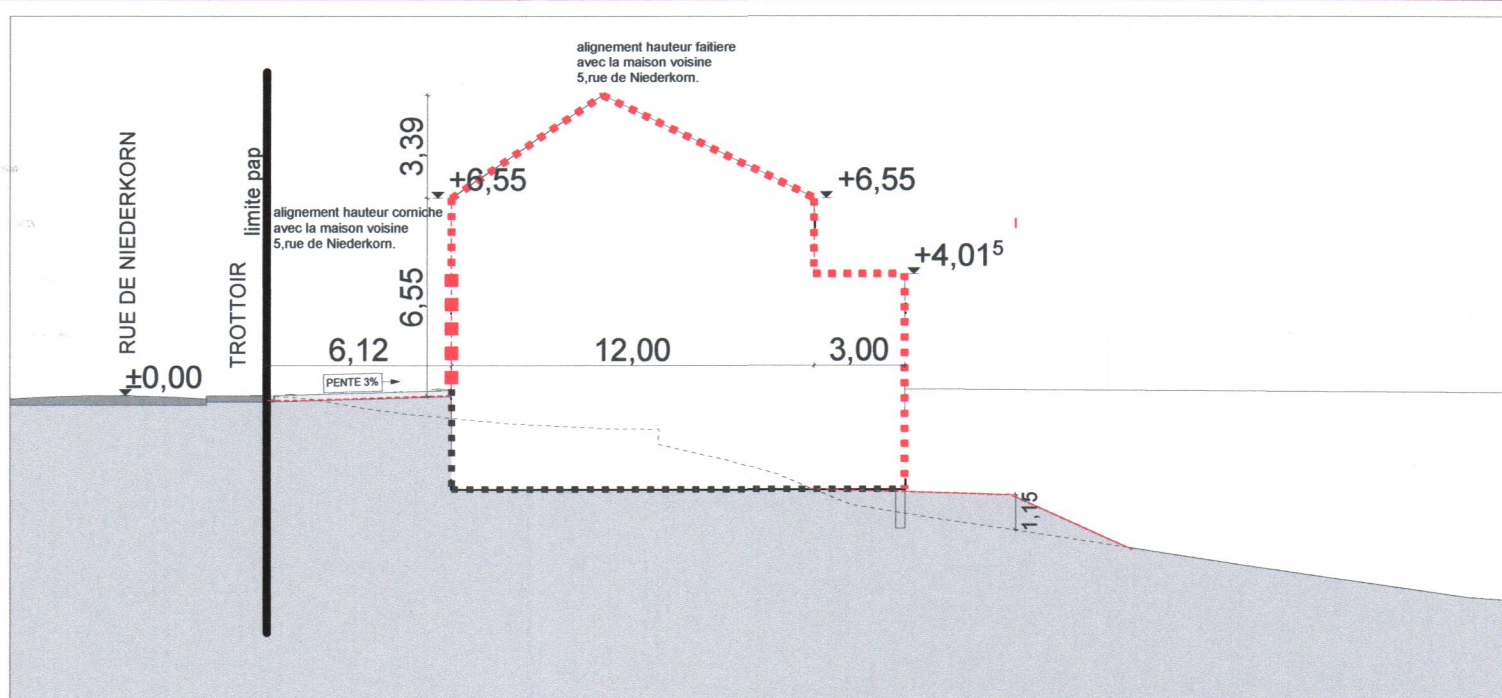 alignement hauteur faitiere
avec la maison voisine
5,rue de Niederkorn.
3,39
+6,55
+6,55
alignement hauteur corniche
avec la maison voisine
5,rue de Niederkorn.
+4,01⁵
6,55
RUE DE NIEDERKORN
TROTTOIR
limite pap
±0,00
6,12
12,00
3,00
PENTE 3%
1,15